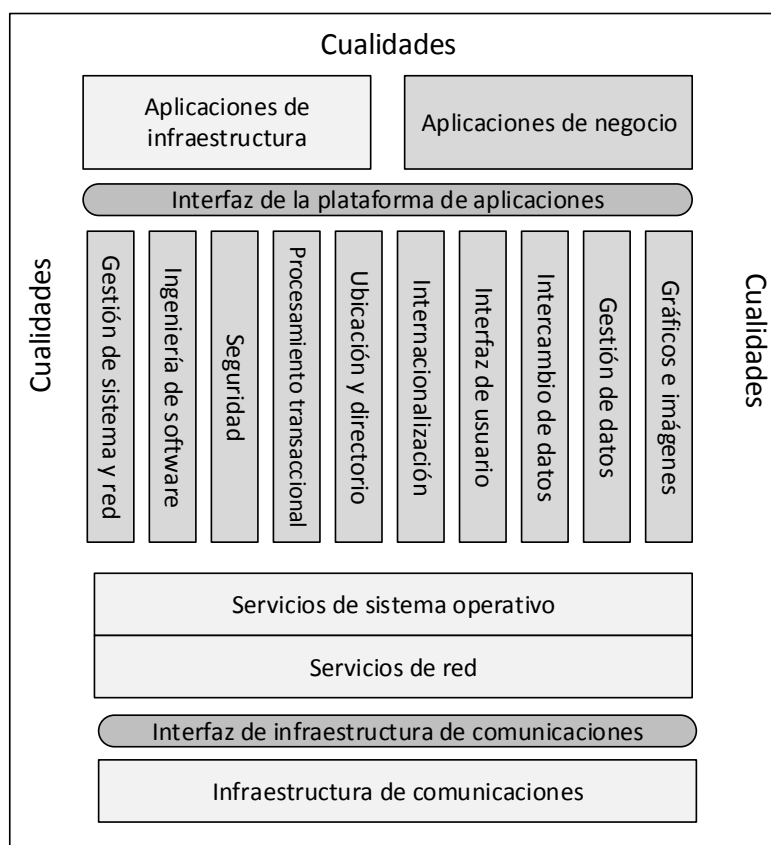 Cualidades
Aplicaciones de
infraestructura
Aplicaciones de negocio
Interfaz de la plataforma de aplicaciones
Cualidades
Gestión de sistema y red
Ingeniería de software
Seguridad
Procesamiento transaccional
Ubicación y directorio
Internacionalización
Interfaz de usuario
Intercambio de datos
Gestión de datos
Gráficos e imágenes
Cualidades
Servicios de sistema operativo
Servicios de red
Interfaz de infraestructura de comunicaciones
Infraestructura de comunicaciones